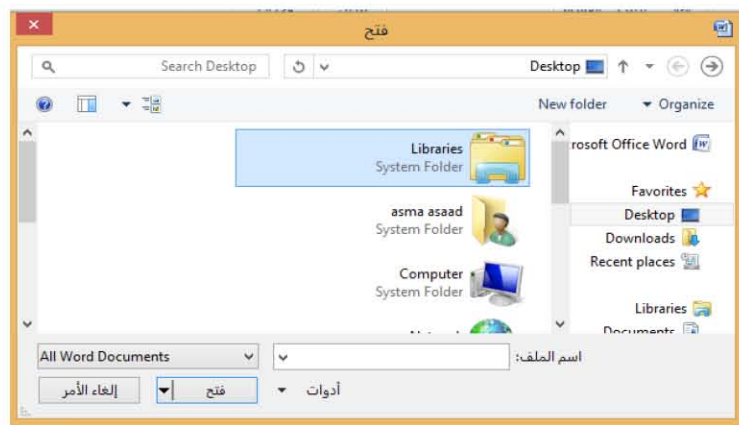 فتح
Desktop
Search Desktop
Organize
New folder
rosoft Office Word
Favorites
Desktop
Downloads
Recent places
Libraries
Documents
Libraries
System Folder
asma asaad
System Folder
Computer
System Folder
اسم الملف:
All Word Documents
أدوات
فتح
إلغاء الأمر